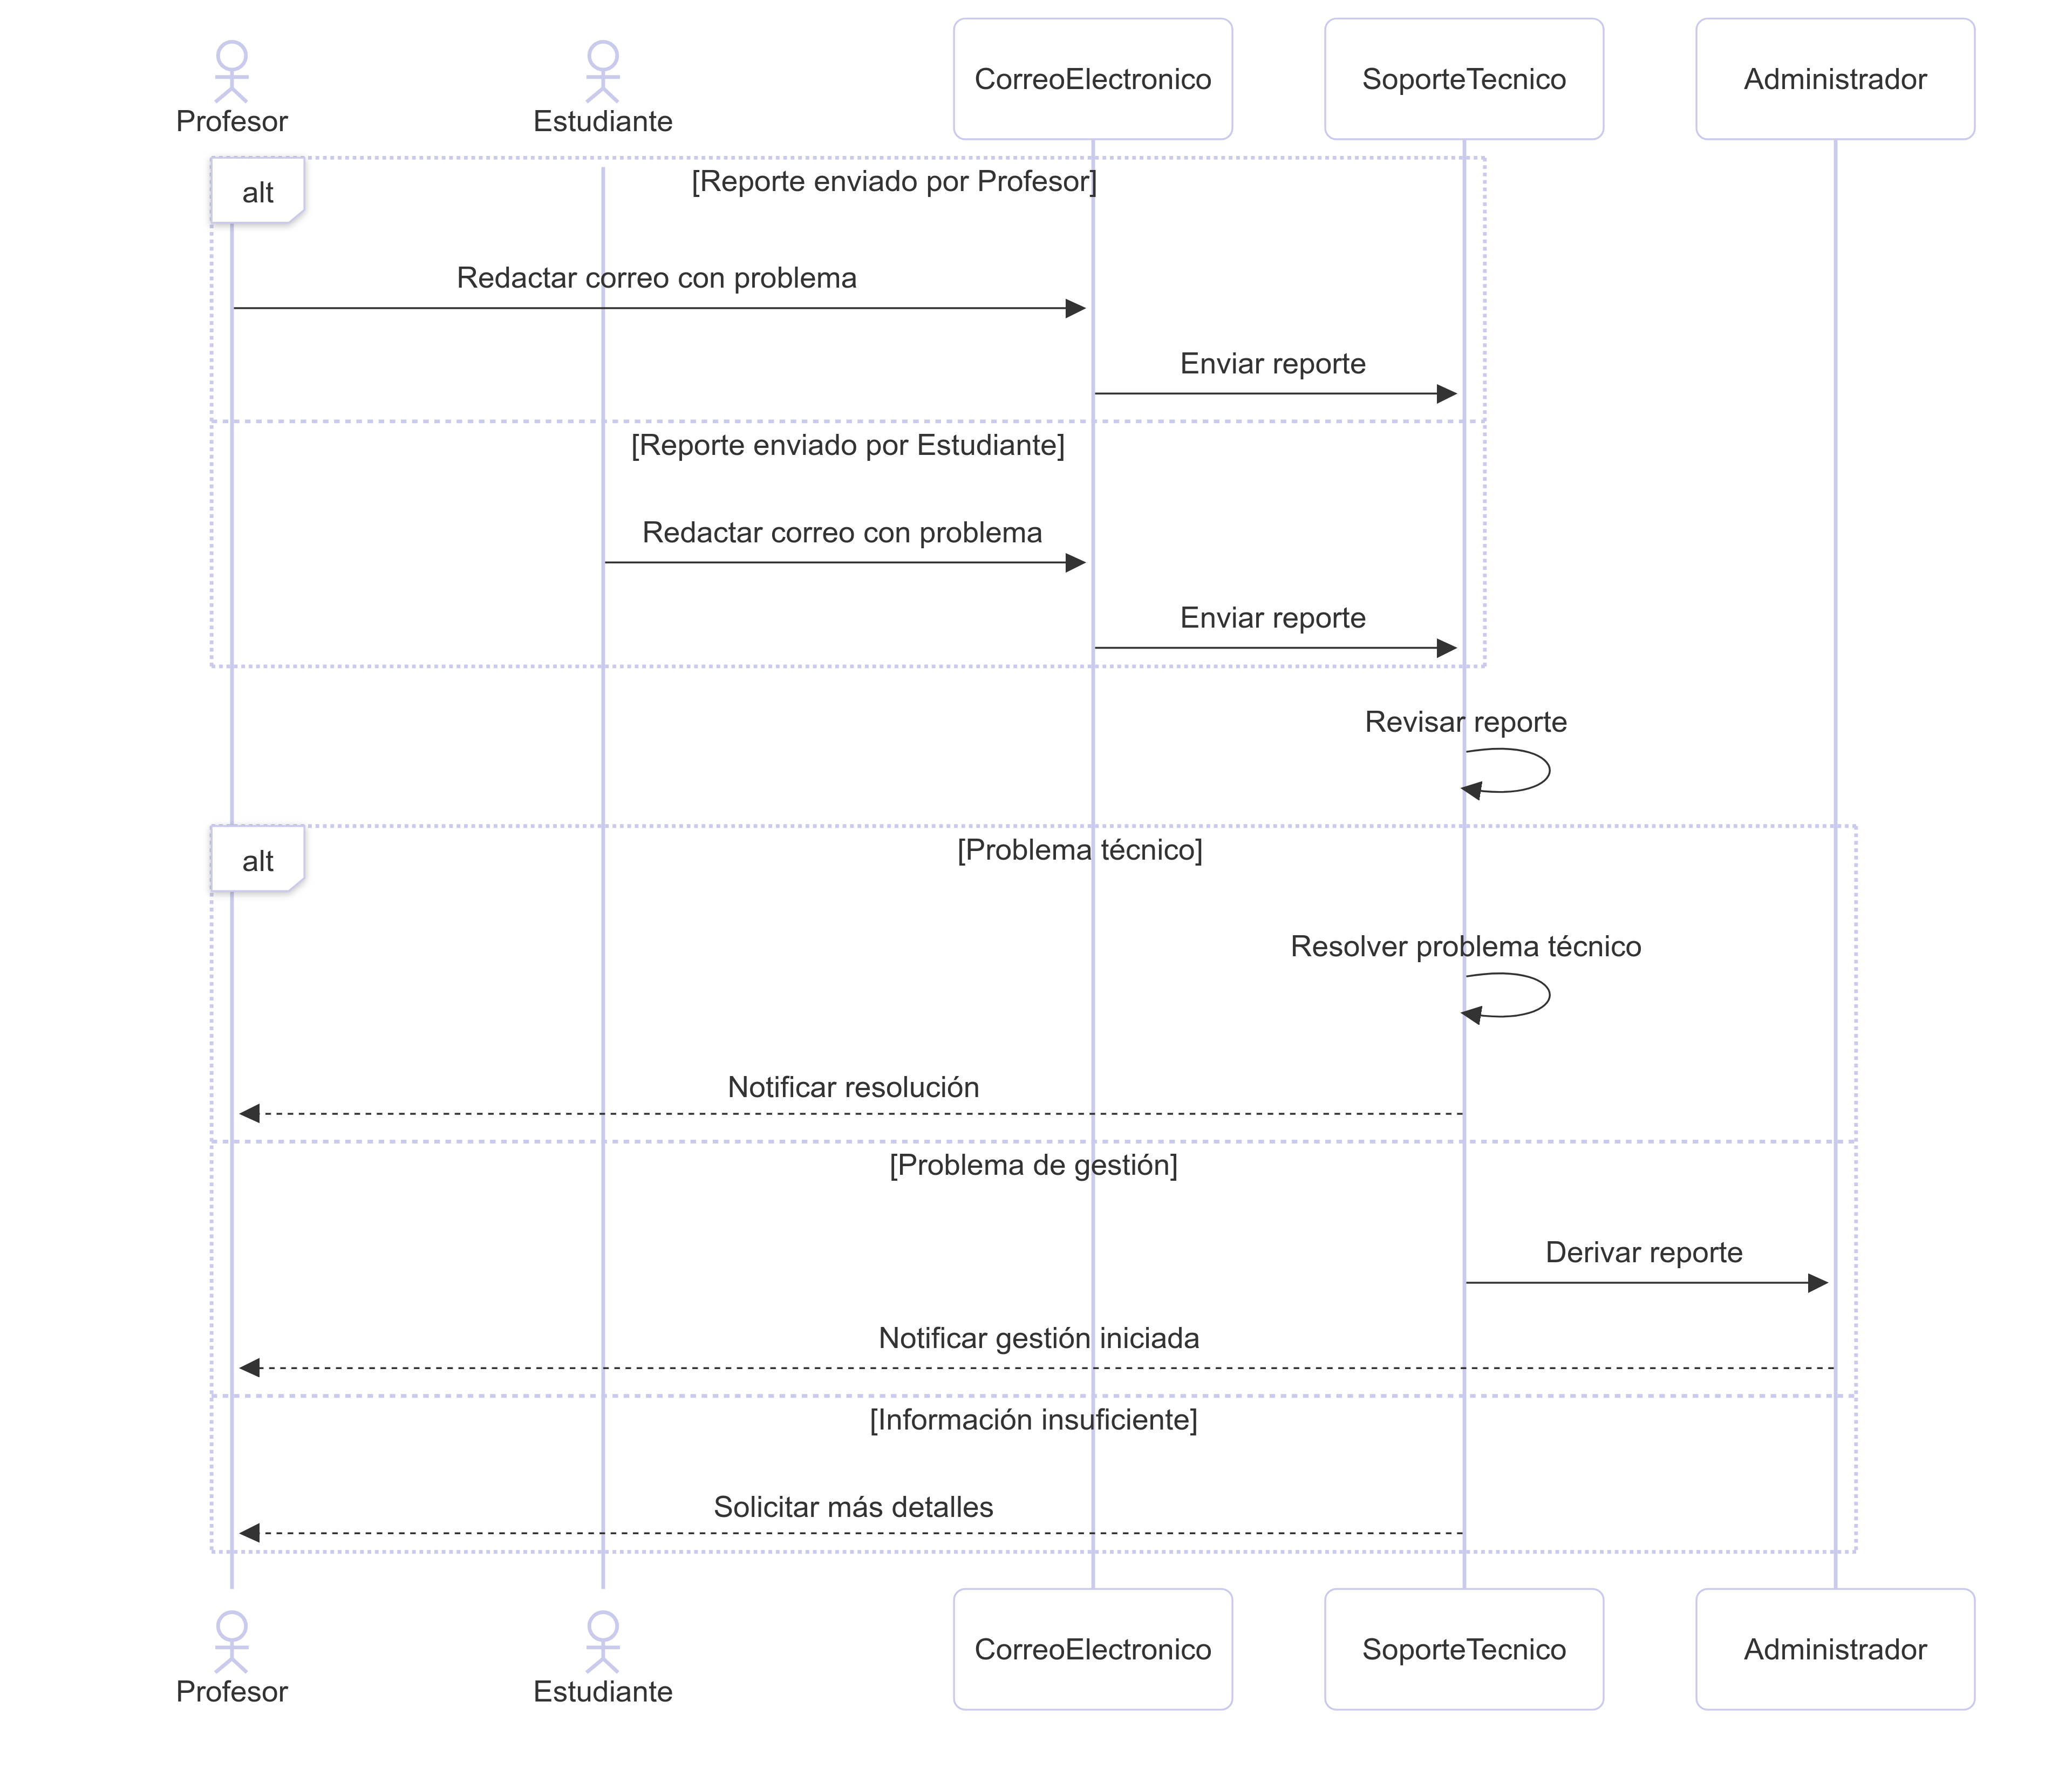 Profesor
Estudiante
CorreoElectronico
SoporteTecnico
Administrador
alt
[Reporte enviado por Profesor]
Redactar correo con problema
Enviar reporte
[Reporte enviado por Estudiante]
Redactar correo con problema
Enviar reporte
Revisar reporte
alt
[Problema técnico]
Resolver problema técnico
Notificar resolución
[Problema de gestión]
Derivar reporte
Notificar gestión iniciada
[Información insuficiente]
Solicitar más detalles
Profesor
Estudiante
CorreoElectronico
SoporteTecnico
Administrador